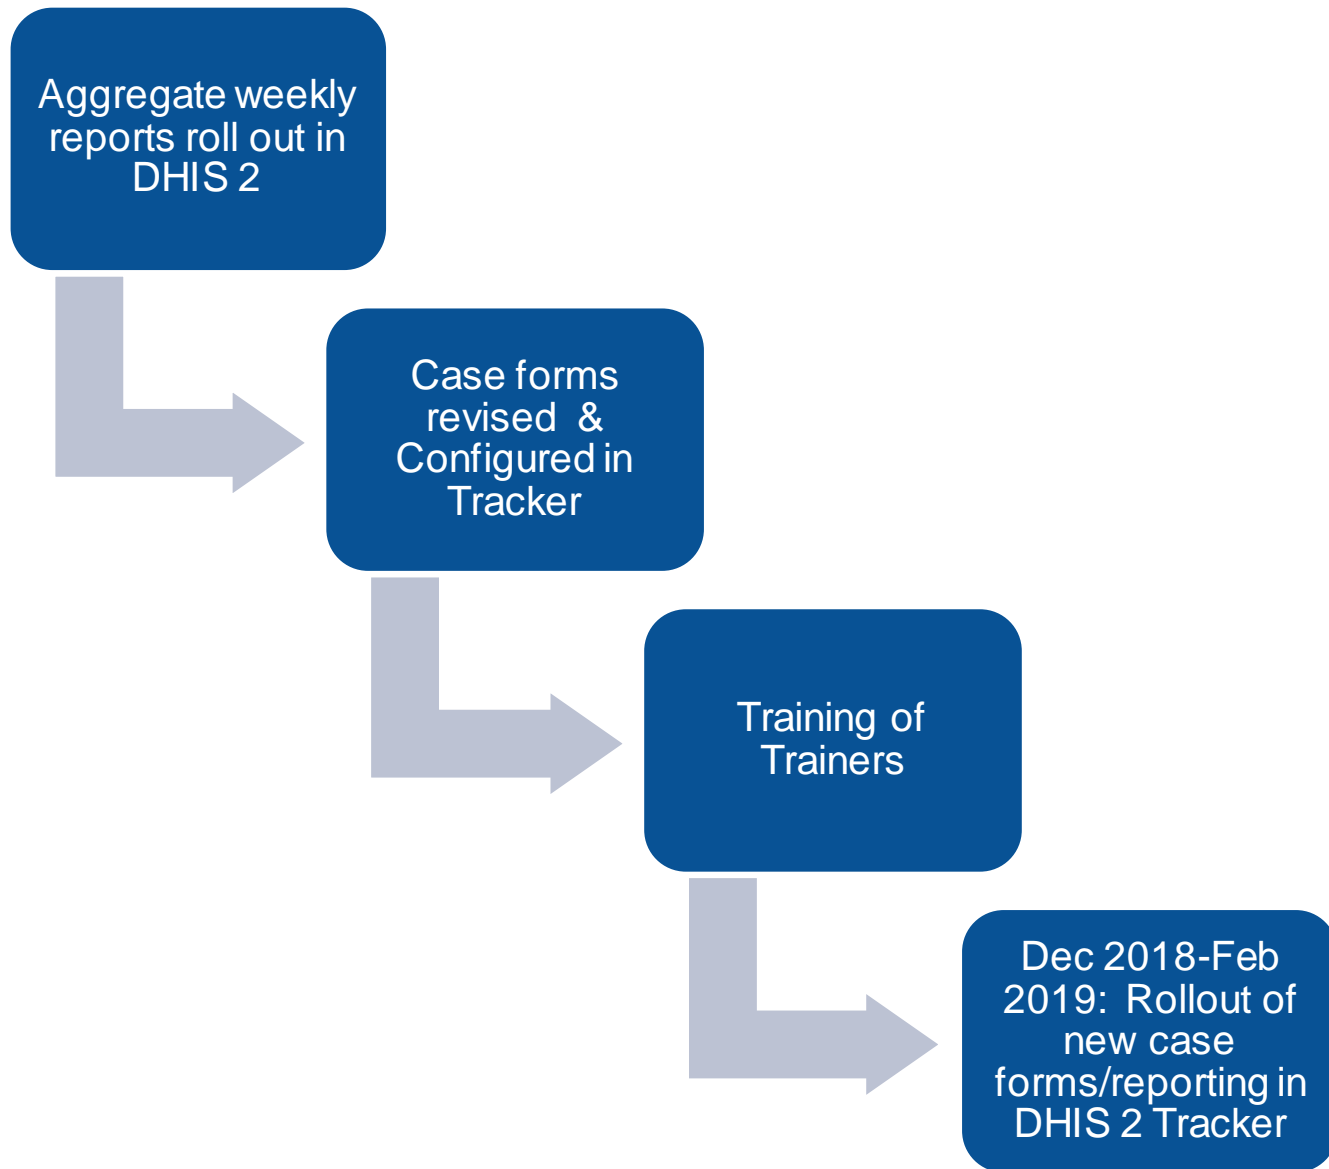 Aggregate weekly
reports roll out in
DHIS 2
Case forms
revised & 
Configured in
Tracker
Training of
Trainers
Dec 2018-Feb
2019: Rollout of
new case
forms/reporting in
DHIS 2 Tracker